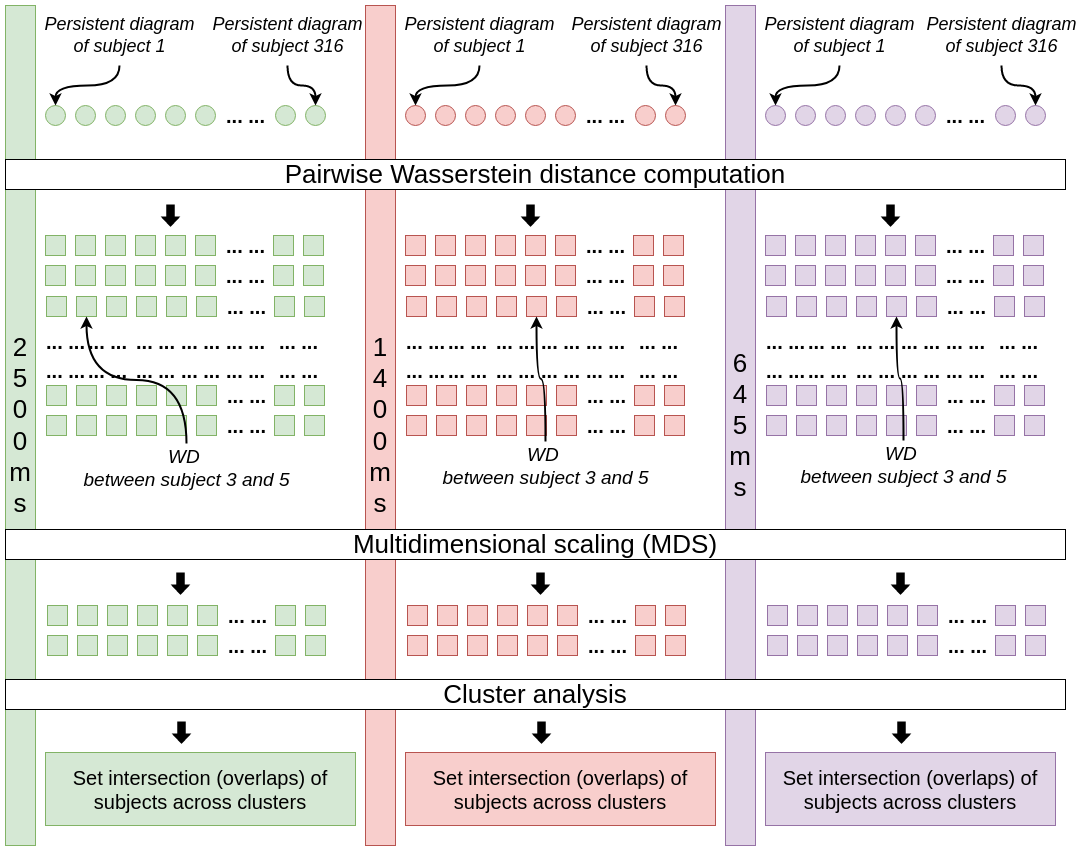 Persistent diagram
of subject 1
Persistent diagram
of subject 316
Persistent diagram
of subject 1
Persistent diagram
of subject 316
Persistent diagram
of subject 1
Persistent diagram
of subject 316
... ...
... ...
... ...
Pairwise Wasserstein distance computation
... ...
... ...
... ...
... ...
... ...
... ...
... ...
... ...
... ...
... ... ... ... ... ... ... ... ... ... ... ...
... ... ... ... ... ... ... ... ... ... ... ...
... ... ... ... ... ... ... ... ... ... ... ...
... ... ... ... ... ... ... ... ... ... ... ...
... ... ... ... ... ... ... ... ... ... ... ...
... ... ... ... ... ... ... ... ... ... ... ...
... ...
... ...
... ...
... ...
... ...
... ...
2500ms
1400ms
645ms
WD
between subject 3 and 5
WD
between subject 3 and 5
WD
between subject 3 and 5
Multidimensional scaling (MDS)
... ...
... ...
... ...
... ...
... ...
... ...
Cluster analysis
Set intersection (overlaps) of
subjects across clusters
Set intersection (overlaps) of
subjects across clusters
Set intersection (overlaps) of
subjects across clusters